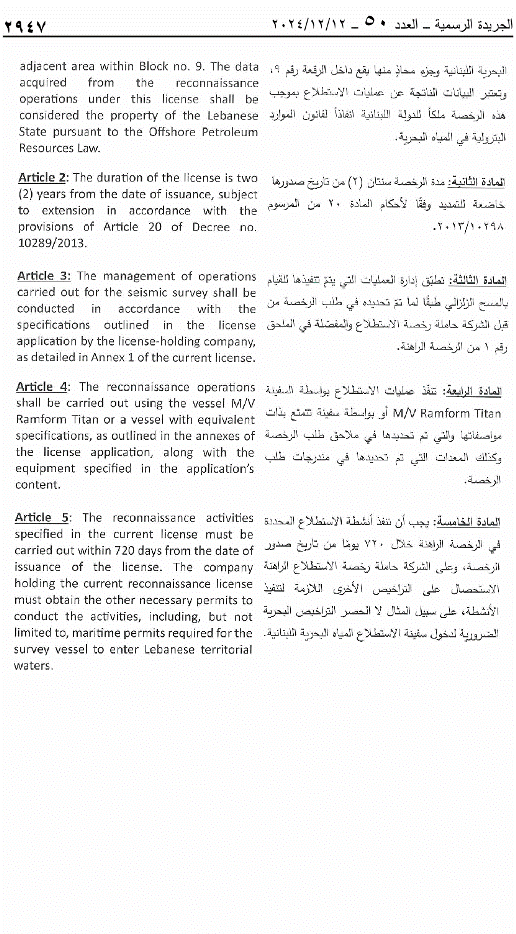 الجريدة الرسمية ـ العدد ٥٠ ـ ٢٠٢٤/١٢/١٢
٢٩٤٧
adjacent area within Block no. 9. The data
acquired from the reconnaissance
operations under this license shall be
considered the property of the Lebanese
State pursuant to the Offshore Petroleum
Resources Law.
Article 2: The duration of the license is two
(2) years from the date of issuance, subject
to extension in accordance with the
provisions of Article 20 of Decree no.
10289/2013.
Article 3: The management of operations
carried out for the seismic survey shall be
conducted in accordance with the
specifications outlined in the license
application by the license-holding company,
as detailed in Annex 1 of the current license.
Article 4: The reconnaissance operations
shall be carried out using the vessel M/V
Ramform Titan or a vessel with equivalent
specifications, as outlined in the annexes of
the license application, along with the
equipment specified in the application's
content.
Article 5: The reconnaissance activities
specified in the current license must be
carried out within 720 days from the date of
issuance of the license. The company
holding the current reconnaissance license
must obtain the other necessary permits to
conduct the activities, including, but not
limited to, maritime permits required for the
survey vessel to enter Lebanese territorial
waters.
البحرية اللبنانية وجزء محاذٍ منها يقع داخل الرقعة رقم ٩،
وتعتبر البيانات الناتجة عن عمليات الاستطلاع بموجب
هذه الرخصة ملكاً للدولة اللبنانية انفاذاً لقانون الموارد
البترولية في المياه البحرية.
المادة الثانية: مدة الرخصة سنتان (٢) من تاريخ صدورها
خاضعة للتمديد وفقًا لأحكام المادة ٢٠ من المرسوم
٢٠١٣/١٠٢٩٨.
المادة الثالثة: تطبّق إدارة العمليات التي يتمّ تنفيذها للقيام
بالمسح الزلزالي طبقًا لما تمّ تحديده في طلب الرخصة من
قبل الشركة حاملة رخصة الاستطلاع والمفصّلة في الملحق
رقم ١ من الرخصة الراهنة.
المادة الرابعة: تنفّذ عمليات الاستطلاع بواسطة السفينة
M/V Ramform Titan أو بواسطة سفينة تتمتع بذات
مواصفاتها والتي تم تحديدها في ملاحق طلب الرخصة
وكذلك المعدات التي تم تحديدها في مندرجات طلب
الرخصة.
المادة الخامسة: يجب أن تنفذ أنشطة الاستطلاع المحددة
في الرخصة الراهنة خلال ٧٢٠ يومًا من تاريخ صدور
الرخصة، وعلى الشركة حاملة رخصة الاستطلاع الراهنة
الاستحصال على التراخيص الأخرى اللازمة لتنفيذ
الأنشطة، على سبيل المثال لا الحصر التراخيص البحرية
الضرورية لدخول سفينة الاستطلاع المياه البحرية اللبنانية.